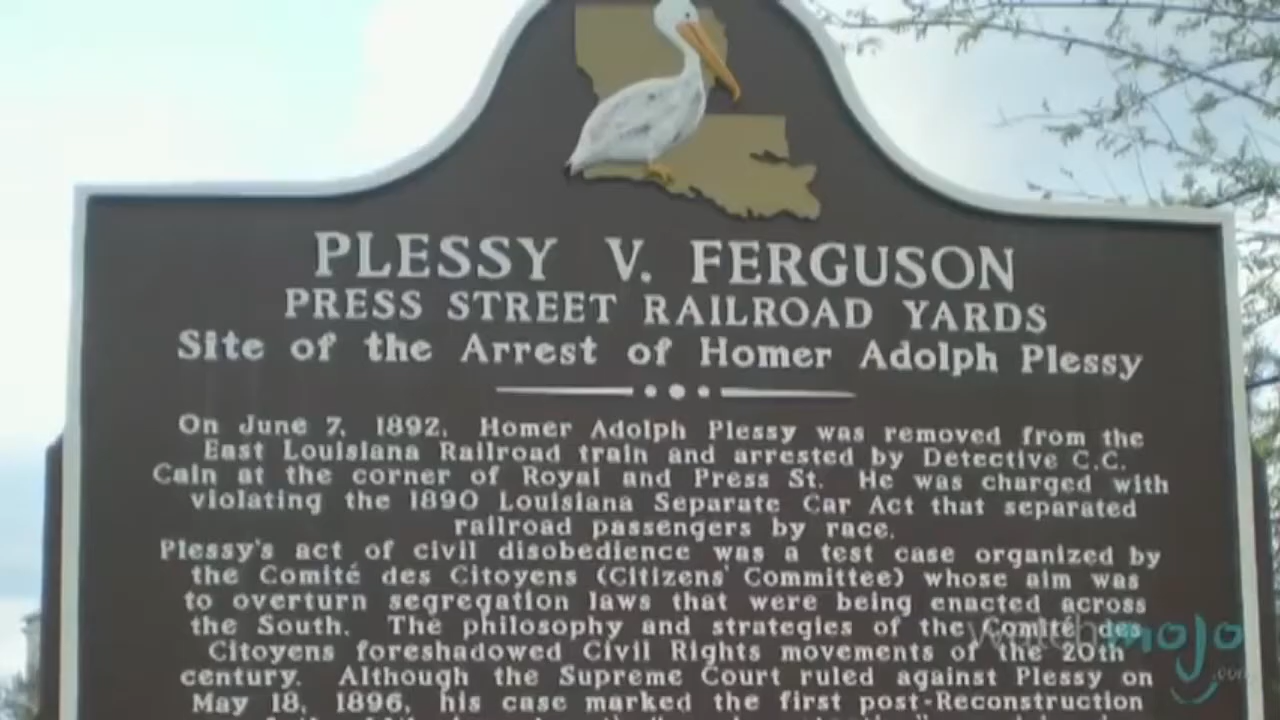 PLESSY V. FERGUSON
PRESS STREET RAILROAD YARDS
Site of the Arrest of Homer Adolph Plessy
On June 7, 1892, Homer Adolph Plessy was removed from the
East Louisiana Railroad train and arrested by Detective C.C.
Cain at the corner of Royal and Press St. He was charged with
violating the 1890 Louisiana Separate Car Act that separated
railroad passengers by race.
Plessy's act of civil disobedience was a test case organized by
the Comité des Citoyens (Citizens' Committee) whose aim was
to overturn segregation laws that were being enacted across
the South. The philosophy and strategies of the Comité des
Citoyens foreshadowed Civil Rights movements of the 20th
century. Although the Supreme Court ruled against Plessy on
May 18, 1896, his case marked the first post-Reconstruction
watchmojo
.com